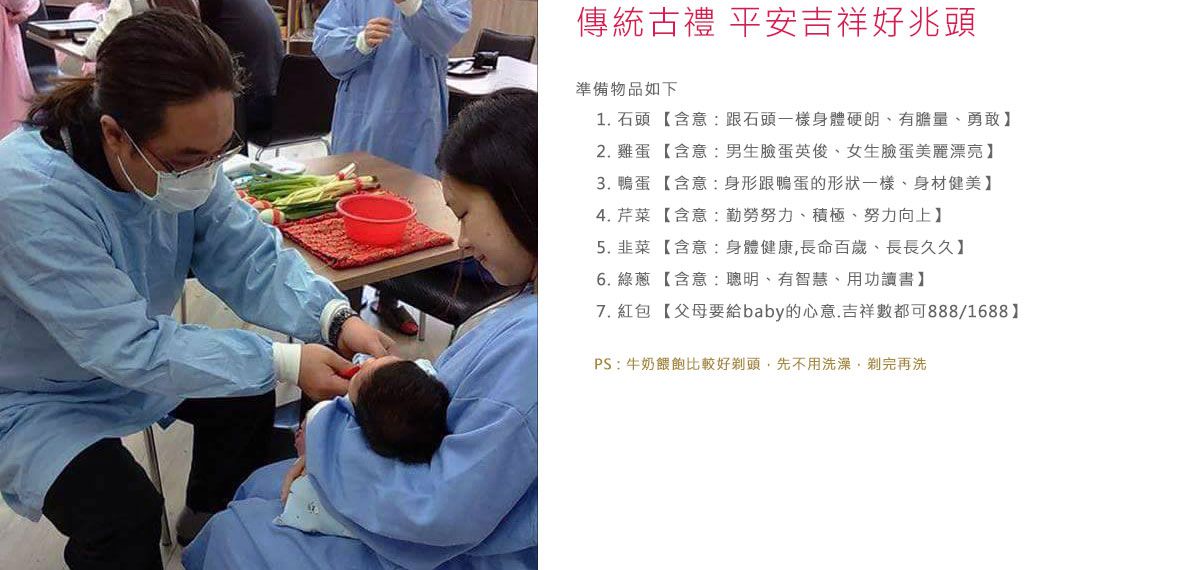 傳統古禮 平安吉祥好兆頭
準備物品如下
1. 石頭 【含意：跟石頭一樣身體硬朗、有膽量、勇敢】
2. 雞蛋 【含意：男生臉蛋英俊、女生臉蛋美麗漂亮】
3. 鴨蛋 【含意：身形跟鴨蛋的形狀一樣、身材健美】
4. 芹菜 【含意：勤勞努力、積極、努力向上】
5. 韭菜 【含意：身體健康,長命百歲、長長久久】
6. 綠蔥 【含意：聰明、有智慧、用功讀書】
7. 紅包 【父母要給baby的心意.吉祥數都可888/1688】
PS：牛奶餵飽比較好剃頭．先不用洗澡．剃完再洗